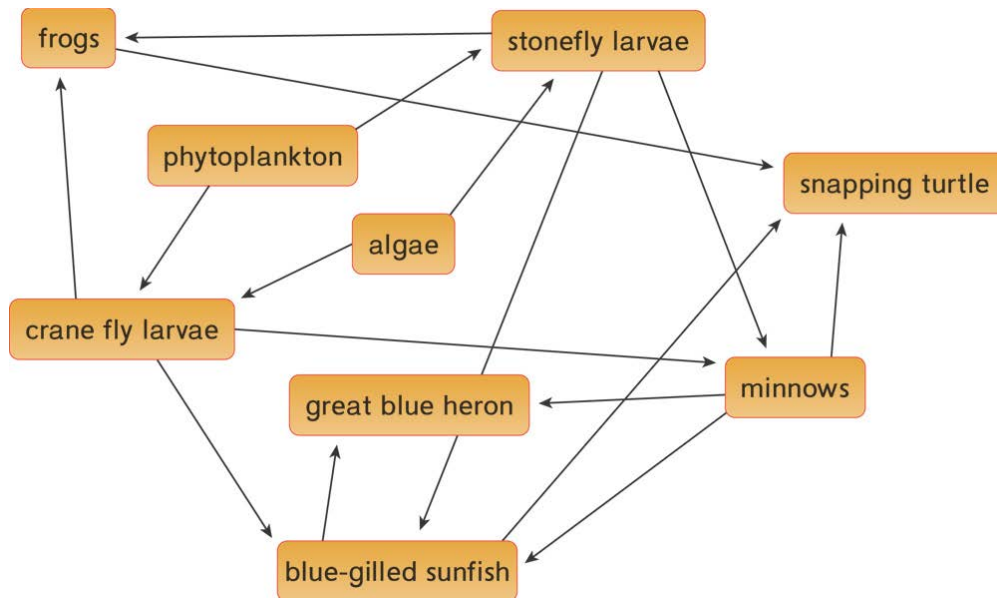 frogs
stonefly larvae
phytoplankton
snapping turtle
algae
crane fly larvae
great blue heron
minnows
blue-gilled sunfish